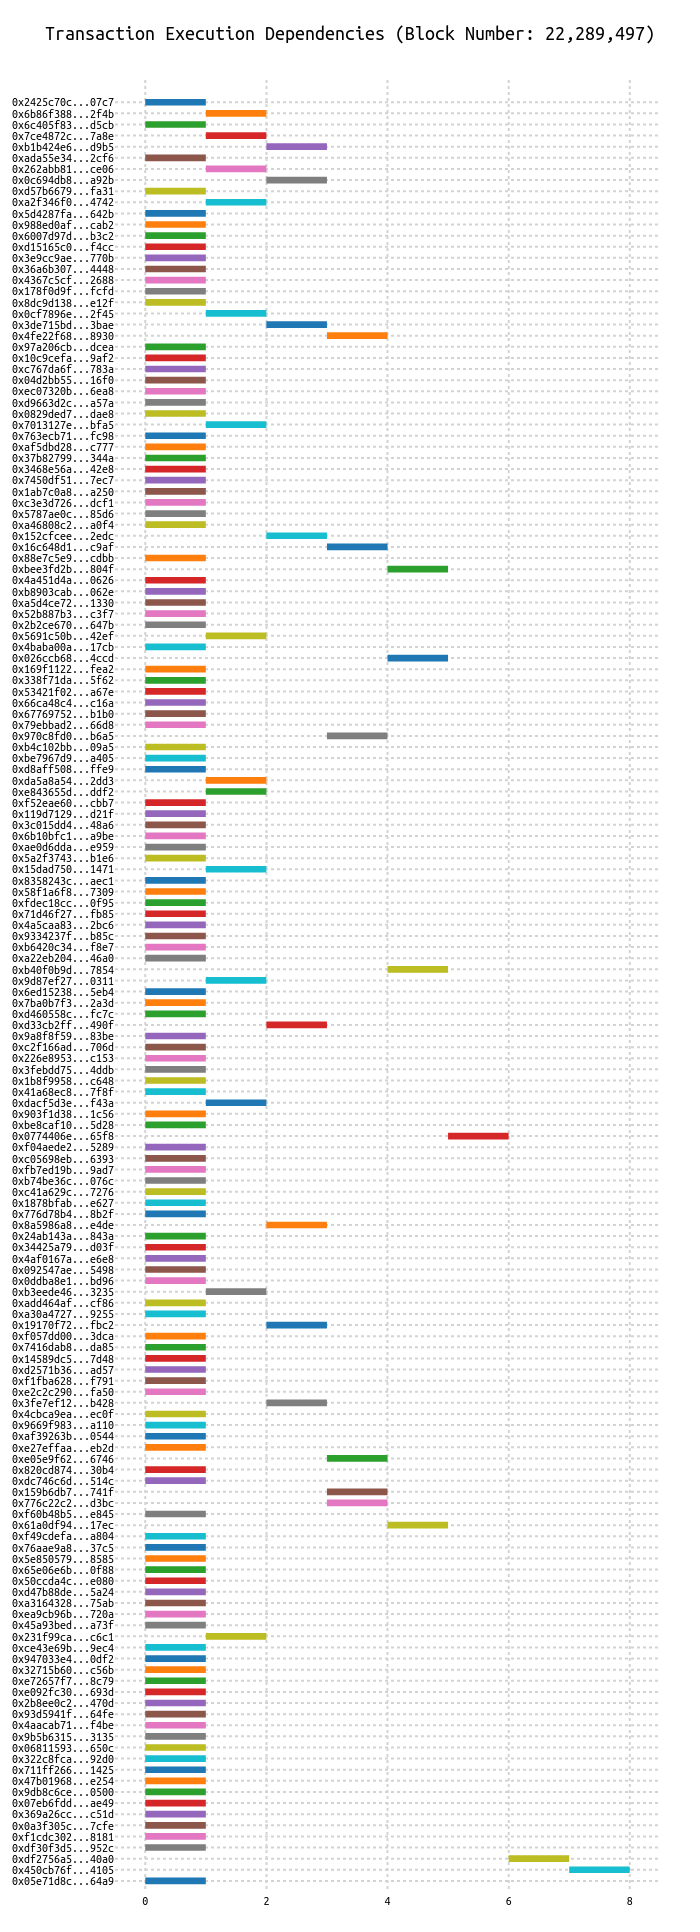 Transaction Execution Dependencies (Block Number: 22,289,497)
0x2425c70c...07c7
0x6b86f388...2f4b
0x6c405f83...d5cb
0x7ce4872c...7a8e
0xb1b424e6...d9b5
0xada55e34...2cf6
0x262abb81...ce06
0x0c694db8...a92b
0xd57b6679...fa31
0xa2f346f0...4742
0x5d4287fa...642b
0x988ed0af...cab2
0x6007d97d...b3c2
0xd15165c0...f4cc
0x3e9cc9ae...770b
0x36a6b307...4448
0x4367c5cf...2688
0x178f0d9f...fcfd
0x8dc9d138...e12f
0x0cf7896e...2f45
0x3de715bd...3bae
0x4fe22f68...8930
0x97a206cb...dcea
0x10c9cefa...9af2
0xc767da6f...783a
0x04d2bb55...16f0
0xec07320b...6ea8
0xd9663d2c...a57a
0x0829ded7...dae8
0x7013127e...bfa5
0x763ecb71...fc98
0xaf5dbd28...c777
0x37b82799...344a
0x3468e56a...42e8
0x7450df51...7ec7
0x1ab7c0a8...a250
0xc3e3d726...dcf1
0x5787ae0c...85d6
0xa46808c2...a0f4
0x152cfcee...2edc
0x16c648d1...c9af
0x88e7c5e9...cdbb
0xbee3fd2b...804f
0x4a451d4a...0626
0xb8903cab...062e
0xa5d4ce72...1330
0x52b887b3...c3f7
0x2b2ce670...647b
0x5691c50b...42ef
0x4baba00a...17cb
0x026ccb68...4ccd
0x169f1122...fea2
0x338f71da...5f62
0x53421f02...a67e
0x66ca48c4...c16a
0x67769752...b1b0
0x79ebbad2...66d8
0x970c8fd0...b6a5
0xb4c102bb...09a5
0xbe7967d9...a405
0xd8aff508...ffe9
0xda5a8a54...2dd3
0xe843655d...ddf2
0xf52eae60...cbb7
0x119d7129...d21f
0x3c015dd4...48a6
0x6b10bfc1...a9be
0xae0d6dda...e959
0x5a2f3743...b1e6
0x15dad750...1471
0x8358243c...aec1
0x58f1a6f8...7309
0xfdec18cc...0f95
0x71d46f27...fb85
0x4a5caa83...2bc6
0x9334237f...b85c
0xb6420c34...f8e7
0xa22eb204...46a0
0xb40f0b9d...7854
0x9d87ef27...0311
0x6ed15238...5eb4
0x7ba0b7f3...2a3d
0xd460558c...fc7c
0xd33cb2ff...490f
0x9a8f8f59...83be
0xc2f166ad...706d
0x226e8953...c153
0x3febdd75...4ddb
0x1b8f9958...c648
0x41a68ec8...7f8f
0xdacf5d3e...f43a
0x903f1d38...1c56
0xbe8caf10...5d28
0x0774406e...65f8
0xf04aede2...5289
0xc05698eb...6393
0xfb7ed19b...9ad7
0xb74be36c...076c
0xc41a629c...7276
0x1878bfab...e627
0x776d78b4...8b2f
0x8a5986a8...e4de
0x24ab143a...843a
0x34425a79...d03f
0x4af0167a...e6e8
0x092547ae...5498
0x0ddba8e1...bd96
0xb3eede46...3235
0xadd464af...cf86
0xa30a4727...9255
0x19170f72...fbc2
0xf057dd00...3dca
0x7416dab8...da85
0x14589dc5...7d48
0xd2571b36...ad57
0xf1fba628...f791
0xe2c2c290...fa50
0x3fe7ef12...b428
0x4cbca9ea...ec0f
0x9669f983...a110
0xaf39263b...0544
0xe27effaa...eb2d
0xe05e9f62...6746
0x820cd874...30b4
0xdc746c6d...514c
0x159b6db7...741f
0x776c22c2...d3bc
0xf60b48b5...e845
0x61a0df94...17ec
0xf49cdefa...a804
0x76aae9a8...37c5
0x5e850579...8585
0x65e06e6b...0f88
0x50ccda4c...e080
0xd47b88de...5a24
0xa3164328...75ab
0xea9cb96b...720a
0x45a93bed...a73f
0x231f99ca...c6c1
0xce43e69b...9ec4
0x947033e4...0df2
0x32715b60...c56b
0xe72657f7...8c79
0xe092fc30...693d
0x2b8ee0c2...470d
0x93d5941f...64fe
0x4aacab71...f4be
0x9b5b6315...3135
0x06811593...650c
0x322c8fca...92d0
0x711ff266...1425
0x47b01968...e254
0x9db8c6ce...0500
0x07eb6fdd...ae49
0x369a26cc...c51d
0x0a3f305c...7cfe
0xf1cdc302...8181
0xdf30f3d5...952c
0xdf2756a5...40a0
0x450cb76f...4105
0x05e71d8c...64a9
0 2 4 6 8